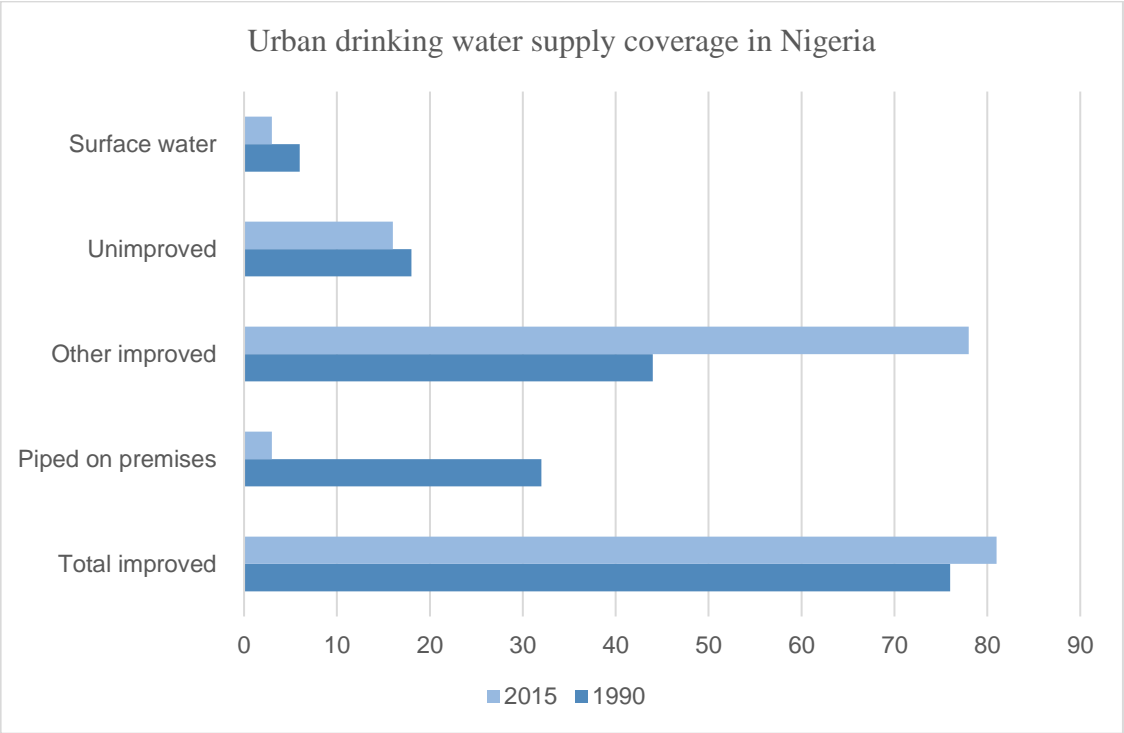 Urban drinking water supply coverage in Nigeria
Surface water
Unimproved
Other improved
Piped on premises
Total improved
0 10 20 30 40 50 60 70 80 90
2015 1990